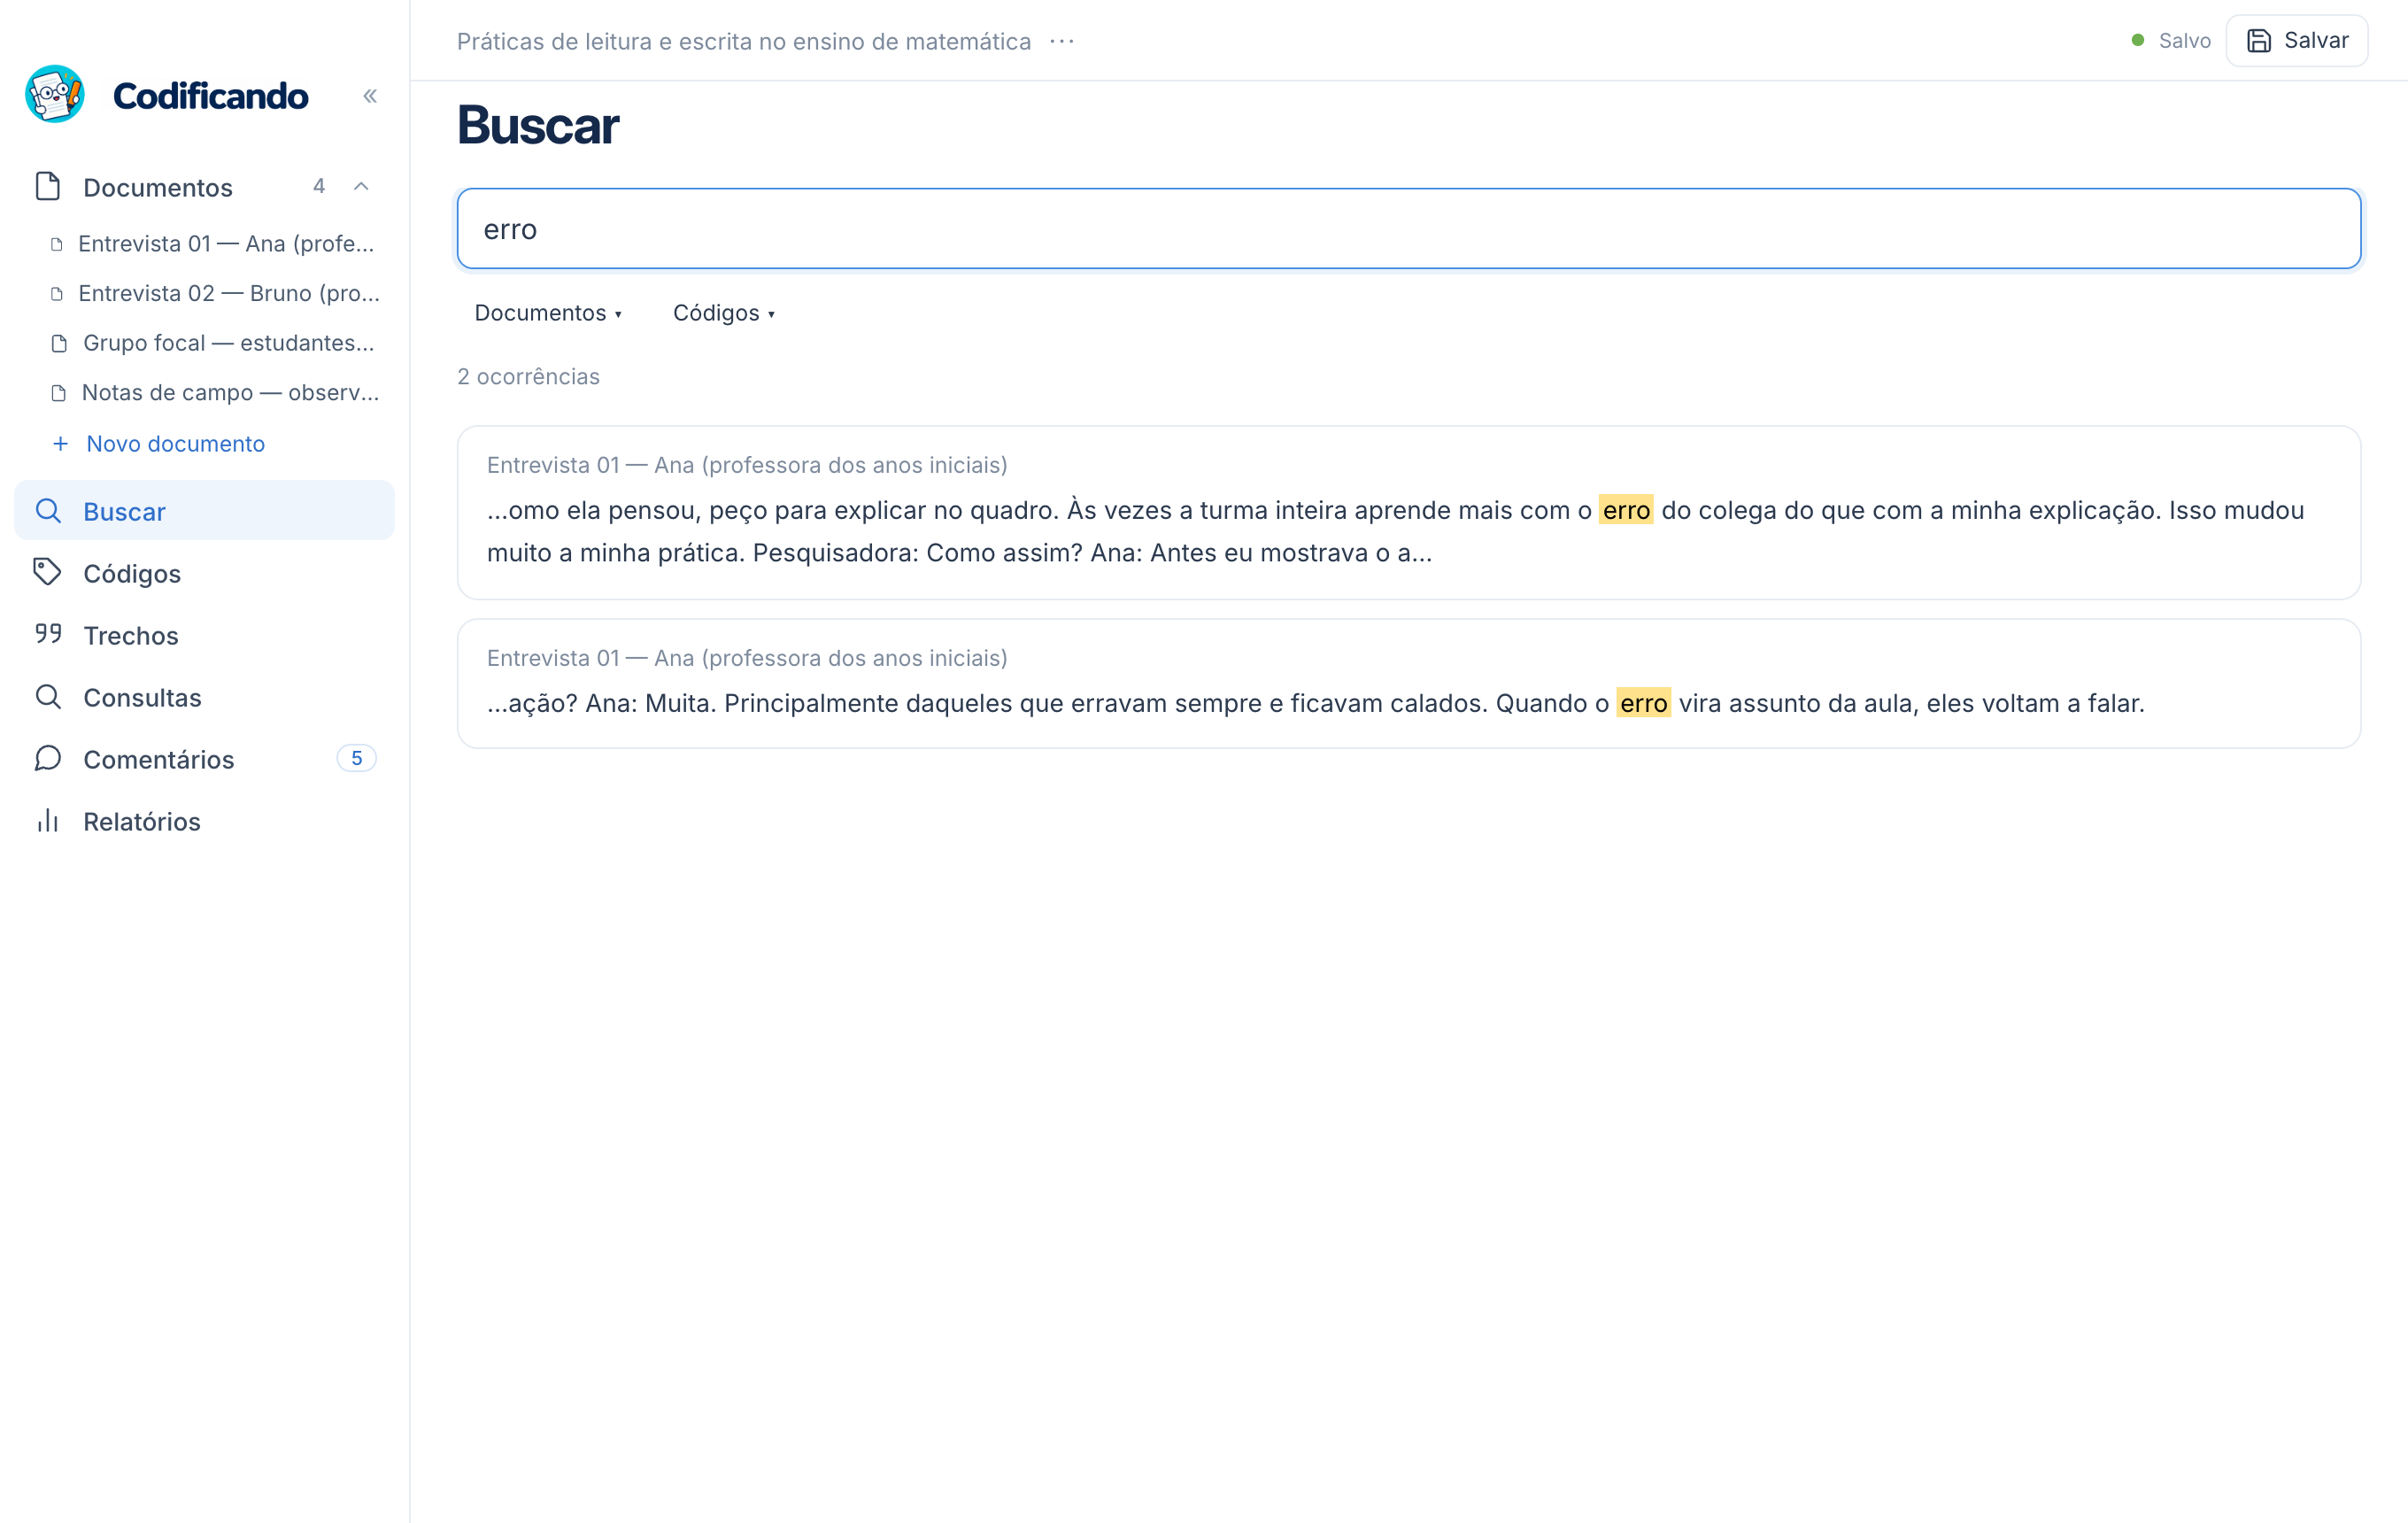 Práticas de leitura e escrita no ensino de matemática ···
Salvo
Salvar
Codificando
«
Documentos 4
Entrevista 01 — Ana (profe...
Entrevista 02 — Bruno (pro...
Grupo focal — estudantes...
Notas de campo — observ...
+ Novo documento
Buscar
Códigos
Trechos
Consultas
Comentários 5
Relatórios
Buscar
erro
Documentos ▾ Códigos ▾
2 ocorrências
Entrevista 01 — Ana (professora dos anos iniciais)
...omo ela pensou, peço para explicar no quadro. Às vezes a turma inteira aprende mais com o erro do colega do que com a minha explicação. Isso mudou
muito a minha prática. Pesquisadora: Como assim? Ana: Antes eu mostrava o a...
Entrevista 01 — Ana (professora dos anos iniciais)
...ação? Ana: Muita. Principalmente daqueles que erravam sempre e ficavam calados. Quando o erro vira assunto da aula, eles voltam a falar.